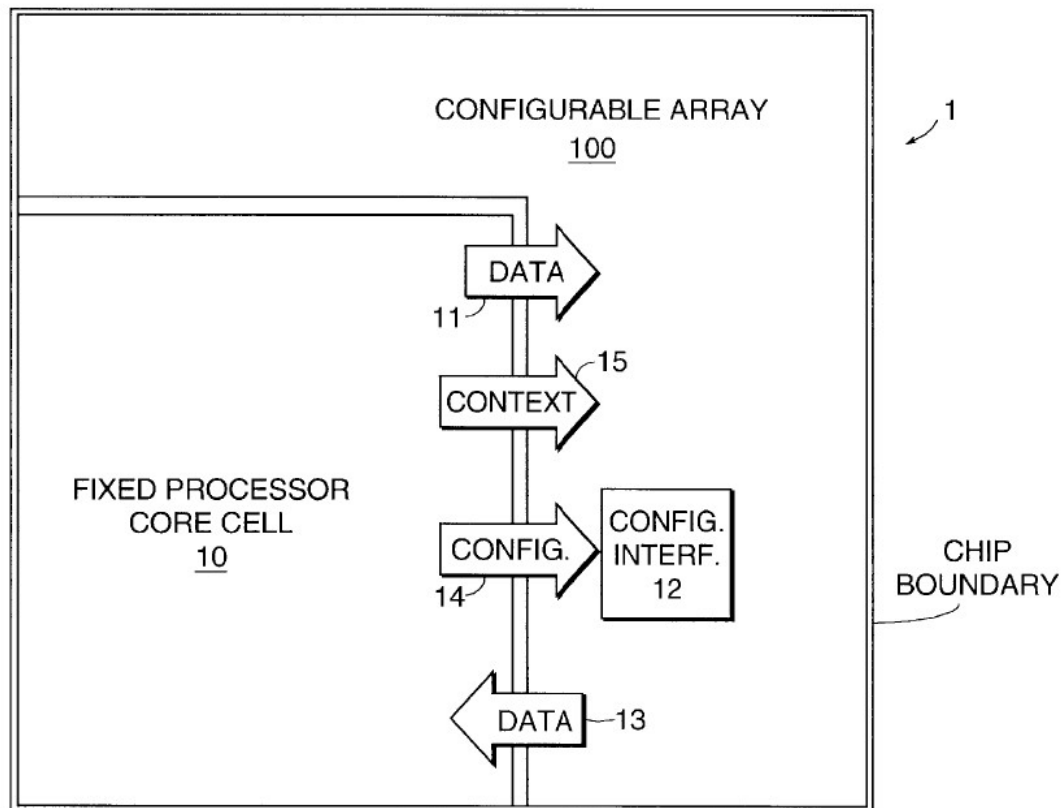 CONFIGURABLE ARRAY
100
1
DATA
11
15
CONTEXT
FIXED PROCESSOR
CORE CELL
10
CONFIG.
14
CONFIG.
INTERF.
12
CHIP
BOUNDARY
DATA
13